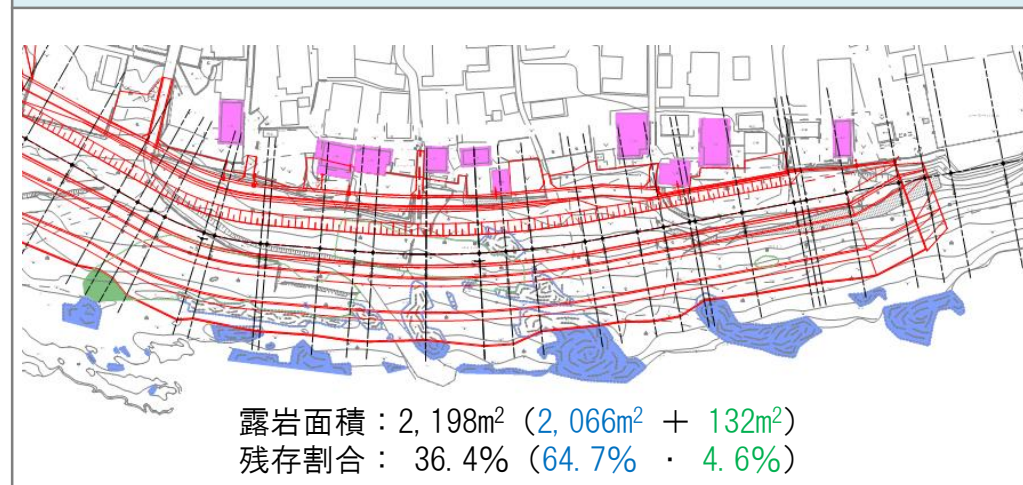 露岩面積：2,198m²（2,066m² ＋ 132m²）
残存割合： 36.4%（64.7% ・ 4.6%）